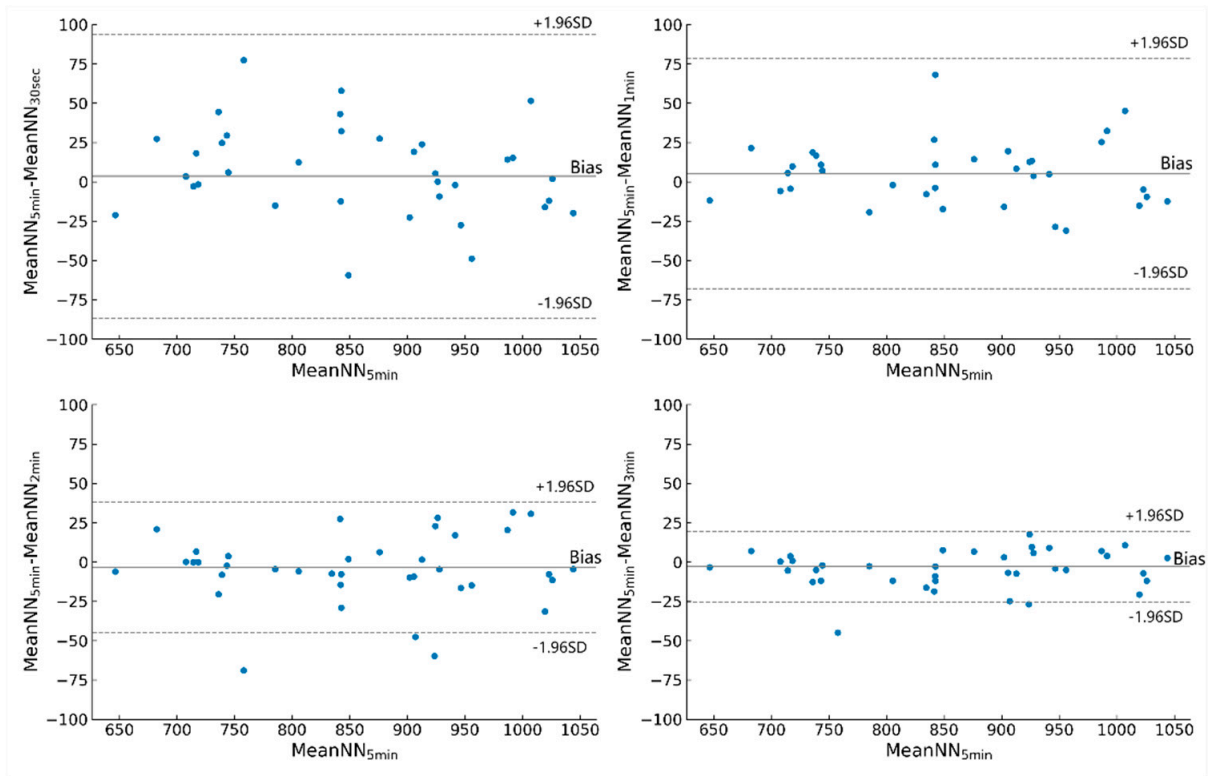 100
75
50
25
0
−25
−50
−75
−100
MeanNN5min-MeanNN30sec
+1.96SD
Bias
-1.96SD
650 700 750 800 850 900 950 1000 1050
MeanNN5min
100
75
50
25
0
−25
−50
−75
−100
MeanNN5min-MeanNN1min
+1.96SD
Bias
-1.96SD
650 700 750 800 850 900 950 1000 1050
MeanNN5min
100
75
50
25
0
−25
−50
−75
−100
MeanNN5min-MeanNN2min
+1.96SD
Bias
-1.96SD
650 700 750 800 850 900 950 1000 1050
MeanNN5min
100
75
50
25
0
−25
−50
−75
−100
MeanNN5min-MeanNN3min
+1.96SD
Bias
-1.96SD
650 700 750 800 850 900 950 1000 1050
MeanNN5min